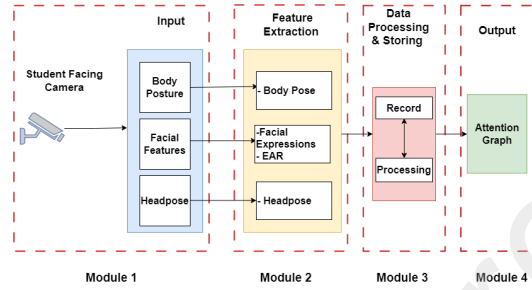 Input
Feature
Extraction
Data
Processing
& Storing
Output
Student Facing
Camera
Body
Posture
Facial
Features
Headpose
- Body Pose
-Facial
Expressions
- EAR
- Headpose
Record
Processing
Attention
Graph
Module 1
Module 2
Module 3
Module 4